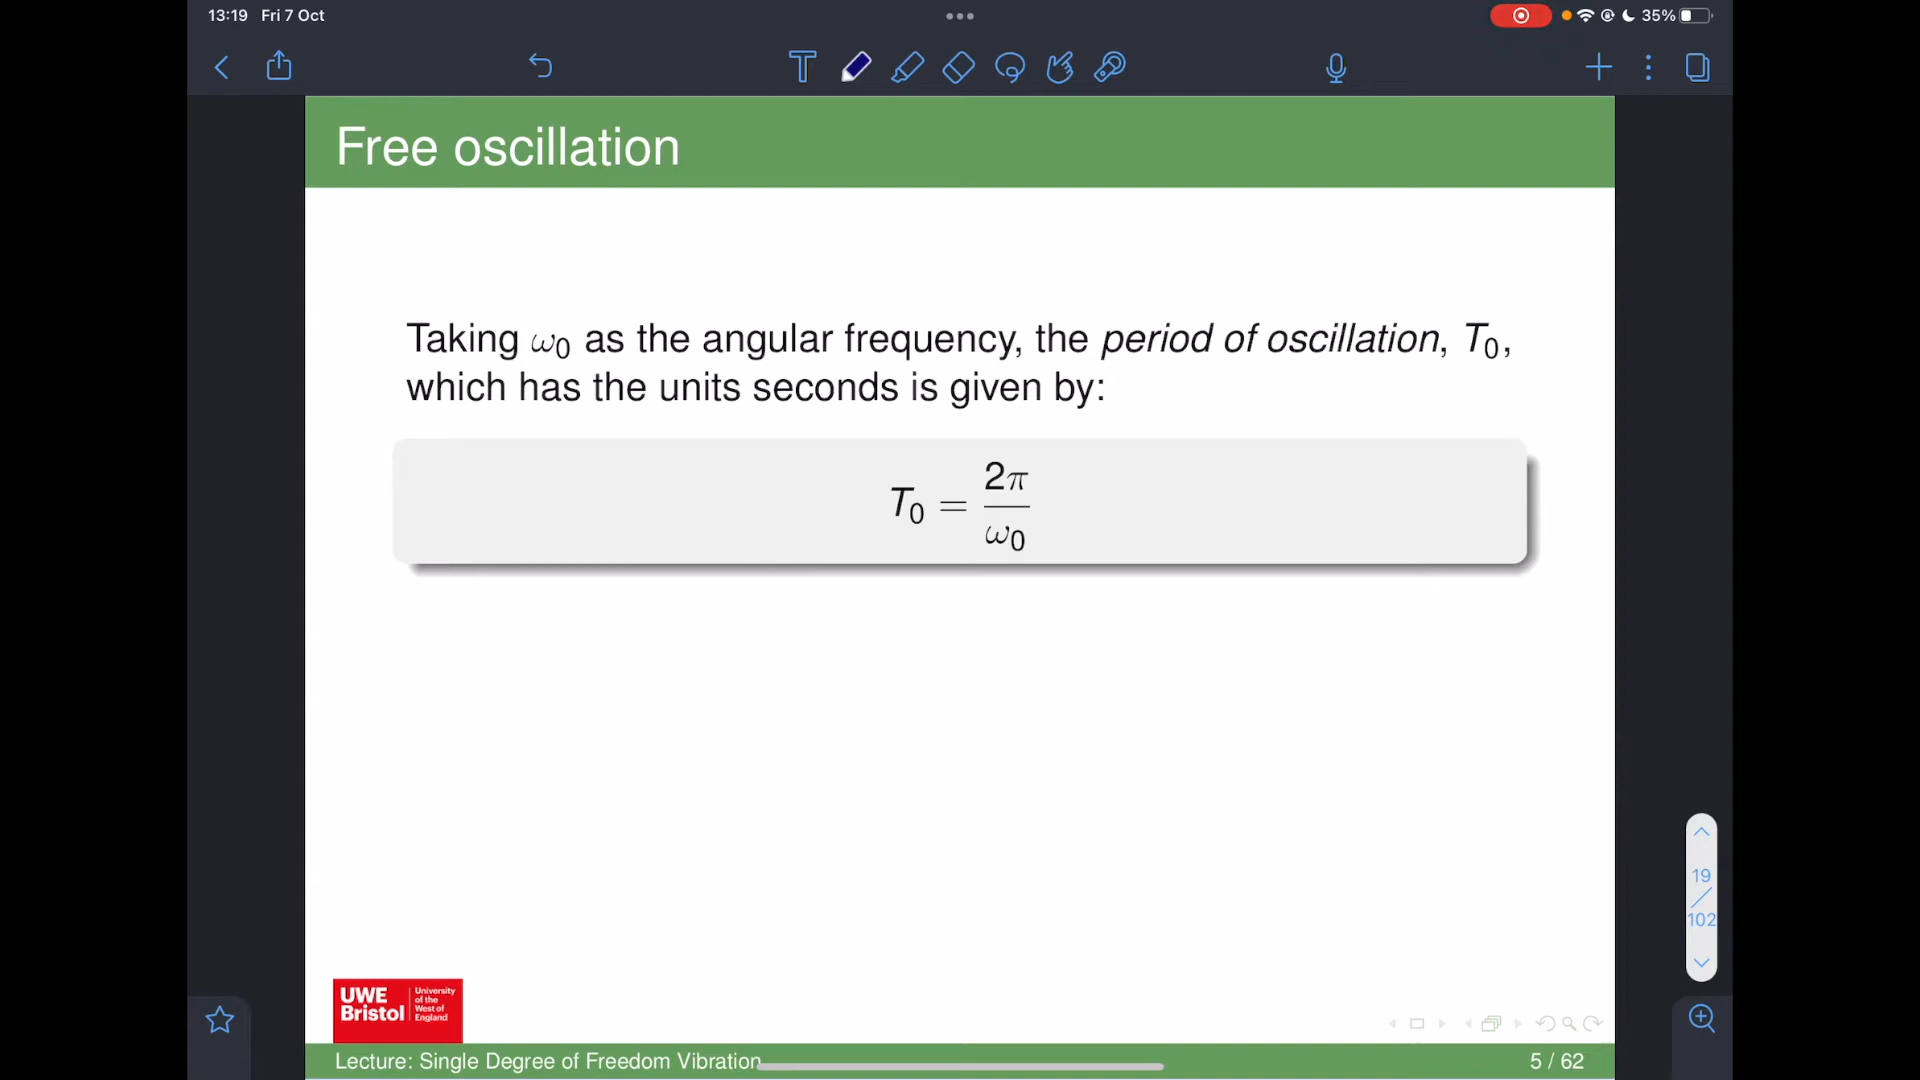 13:19 Fri 7 Oct
35%
Free oscillation
Taking ω₀ as the angular frequency, the period of oscillation, T₀,
which has the units seconds is given by:
T₀ = 2π / ω₀
19
102
UWE
Bristol
University
of the
West of
England
Lecture: Single Degree of Freedom Vibration
5 / 62